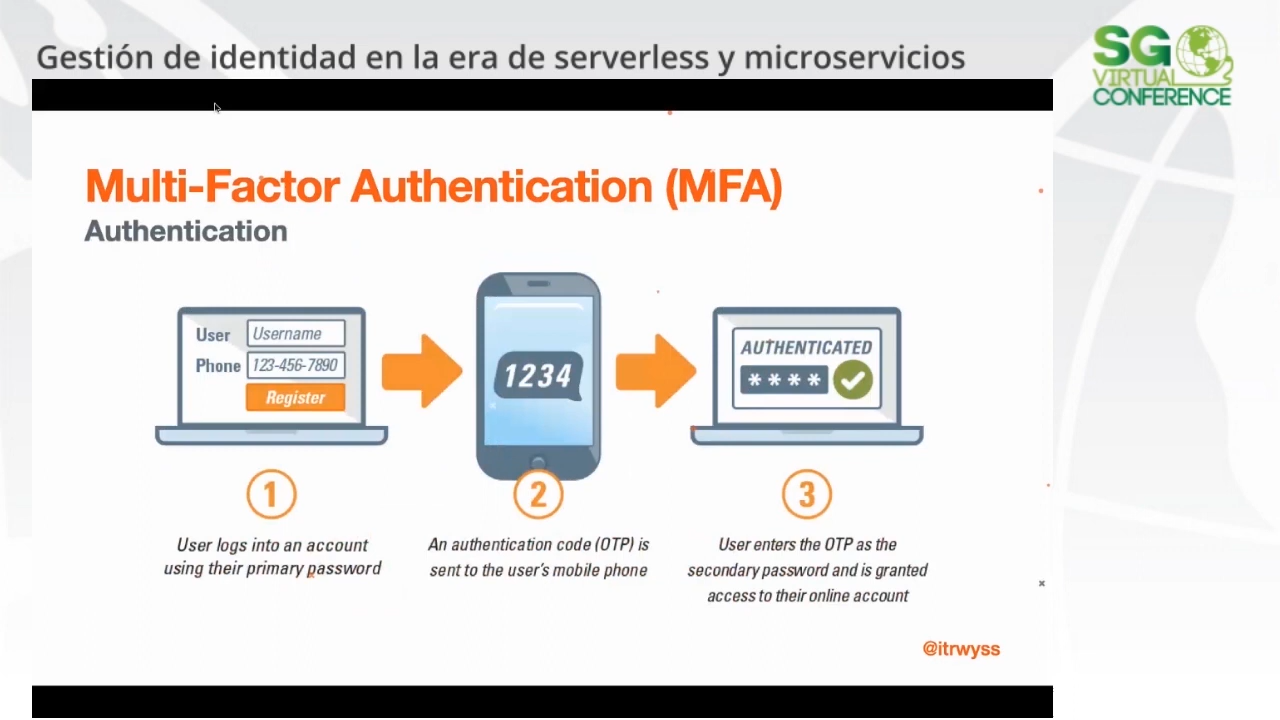 Gestión de identidad en la era de serverless y microservicios
SG
VIRTUAL
CONFERENCE
Multi-Factor Authentication (MFA)
Authentication
User Username
Phone 123-456-7890
Register
1234
AUTHENTICATED
****
1
2
3
User logs into an account
using their primary password
An authentication code (OTP) is
sent to the user's mobile phone
User enters the OTP as the
secondary password and is granted
access to their online account
@itrwyss